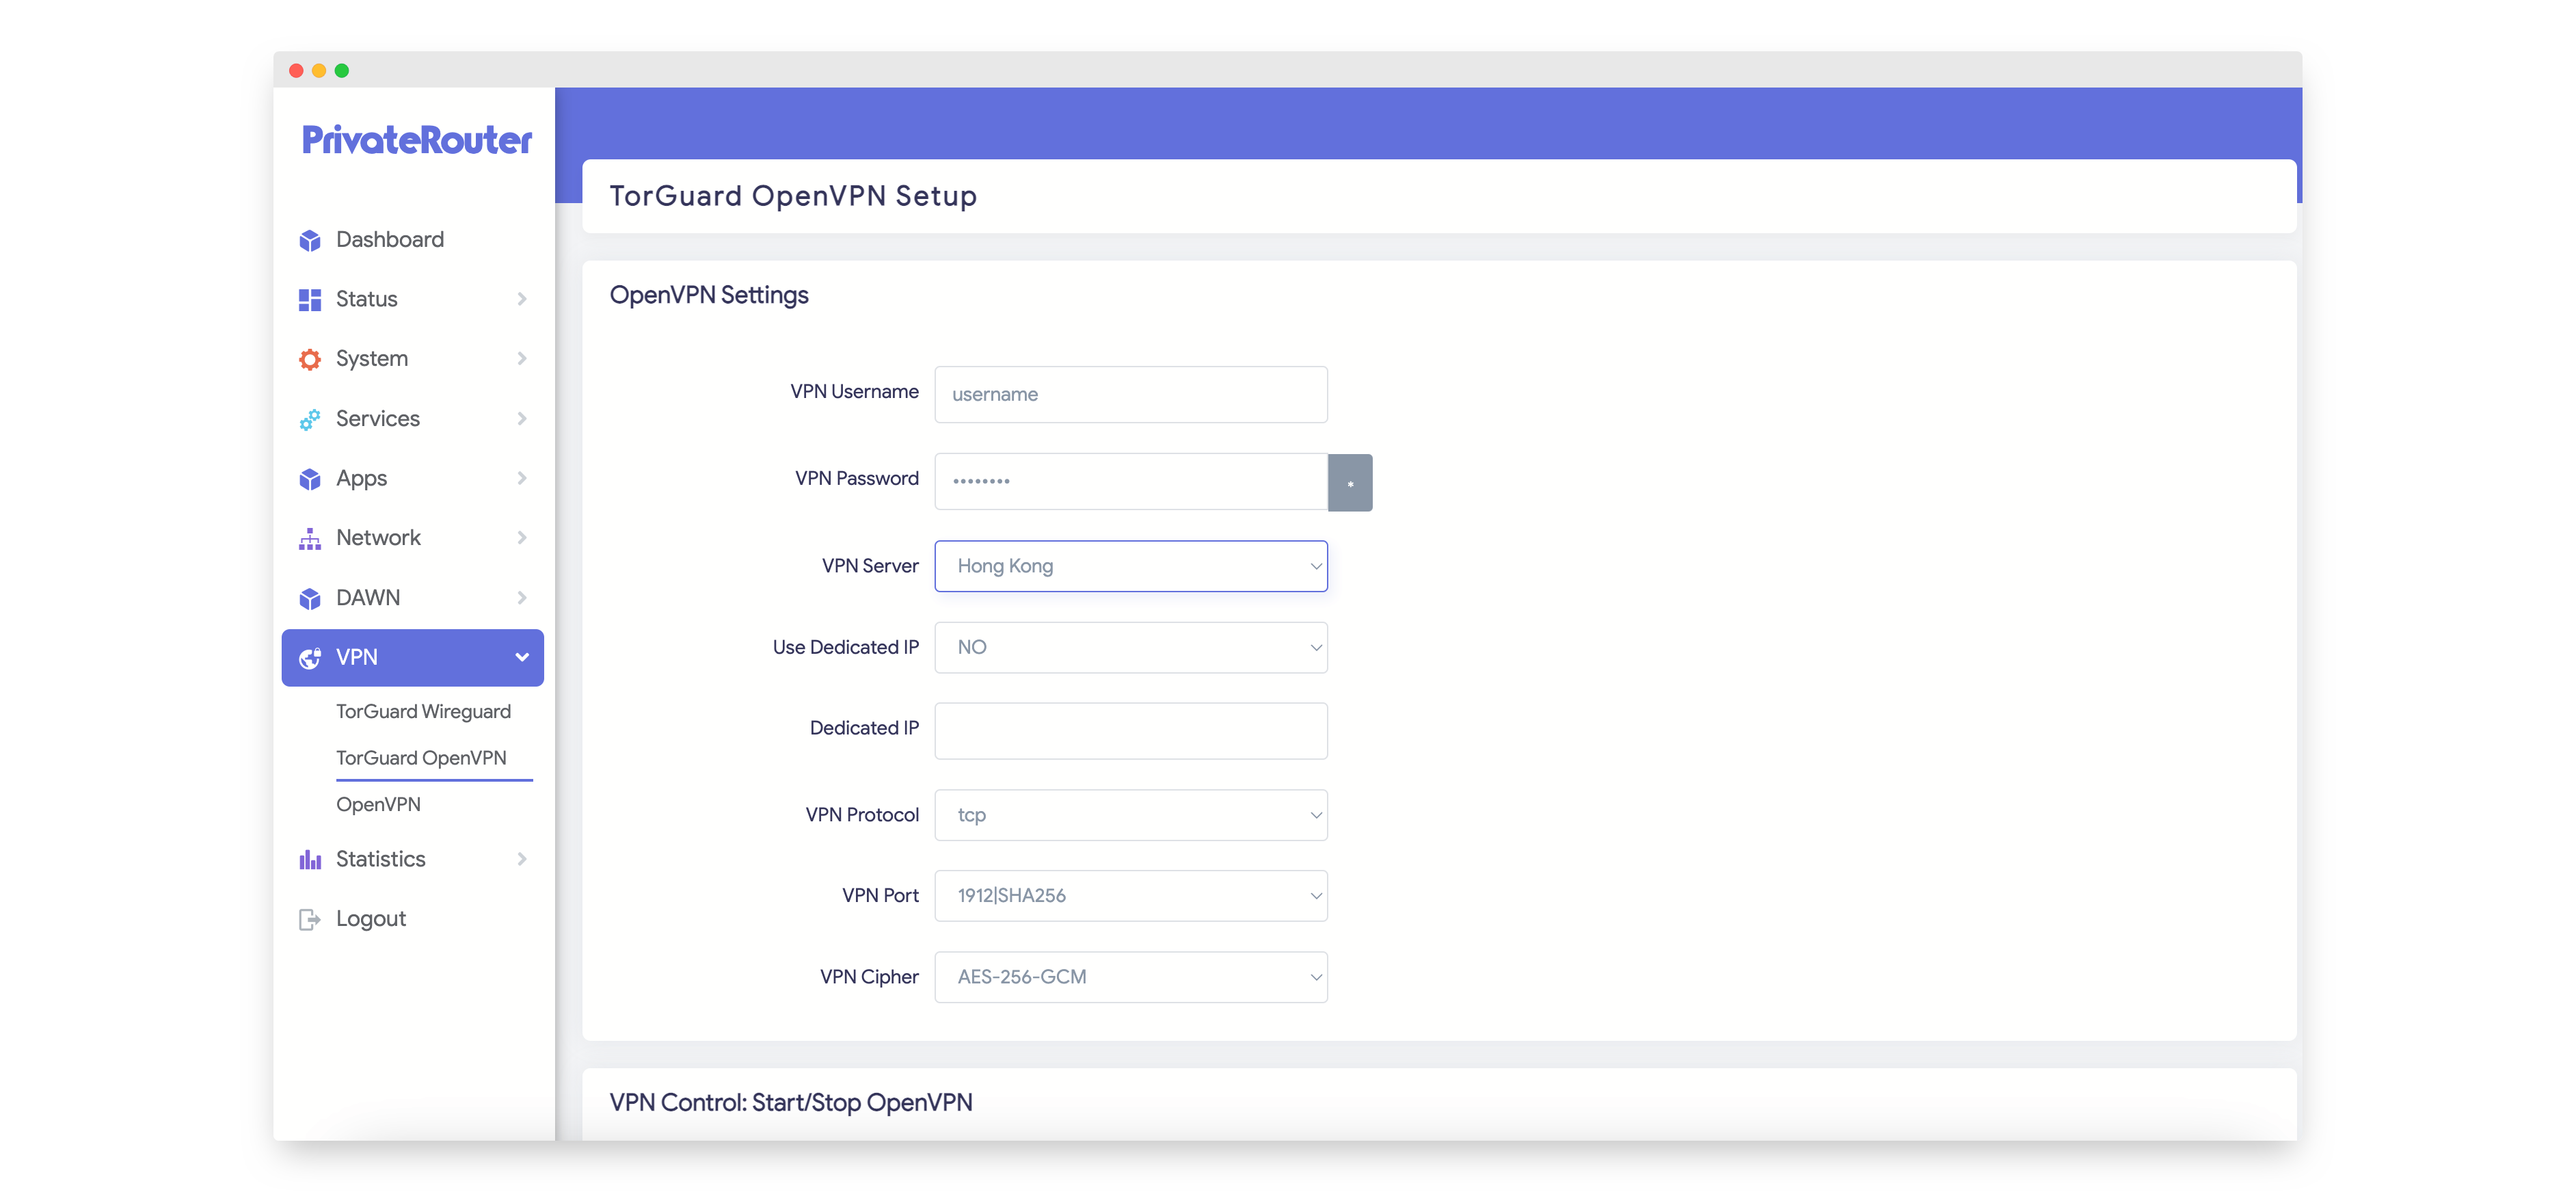 PrivateRouter
Dashboard
Status
System
Services
Apps
Network
DAWN
VPN
TorGuard Wireguard
TorGuard OpenVPN
OpenVPN
Statistics
Logout
TorGuard OpenVPN Setup
OpenVPN Settings
VPN Username username
VPN Password •••••••• *
VPN Server Hong Kong
Use Dedicated IP NO
Dedicated IP
VPN Protocol tcp
VPN Port 1912|SHA256
VPN Cipher AES-256-GCM
VPN Control: Start/Stop OpenVPN